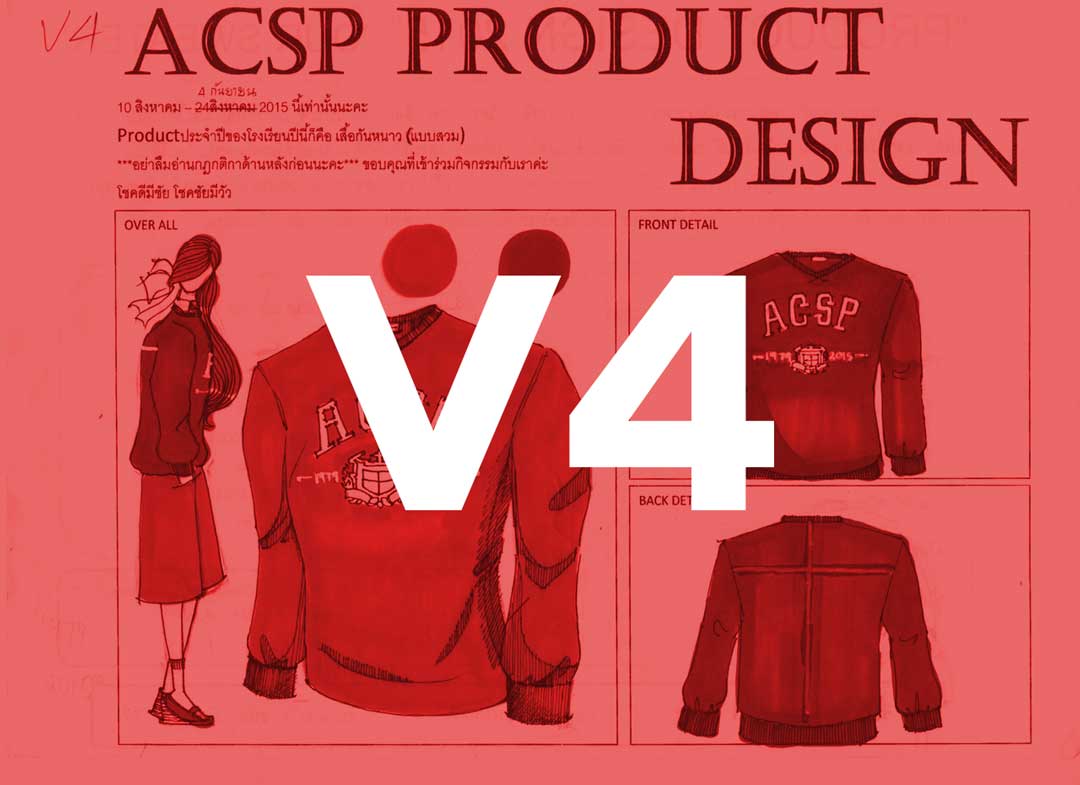 V4
ACSP PRODUCT
DESIGN
4 กันยายน
10 สิงหาคม – 24สิงหาคม 2015 นี้เท่านั้นนะคะ
Productประจำปีของโรงเรียนปีนี้ก็คือ เสื้อกันหนาว (แบบสวม)
***อย่าลืมอ่านกฎกติกาด้านหลังก่อนนะคะ*** ขอบคุณที่เข้าร่วมกิจกรรมกับเราค่ะ
โชคดีมีชัย โชคชัยมีวัว
OVER ALL
1979
FRONT DETAIL
ACSP
1979 2015
V4
BACK DET